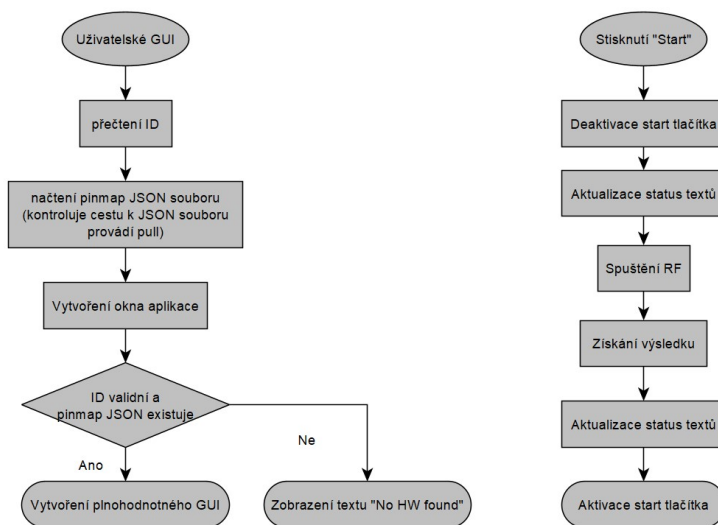 Uživatelské GUI
přečtení ID
načtení pinmap JSON souboru
(kontroluje cestu k JSON souboru
provádí pull)
Vytvoření okna aplikace
ID validní a
pinmap JSON existuje
Ne
Ano
Vytvoření plnohodnotného GUI
Zobrazení textu "No HW found"
Stisknutí "Start"
Deaktivace start tlačítka
Aktualizace status textů
Spuštění RF
Získání výsledku
Aktualizace status textů
Aktivace start tlačítka